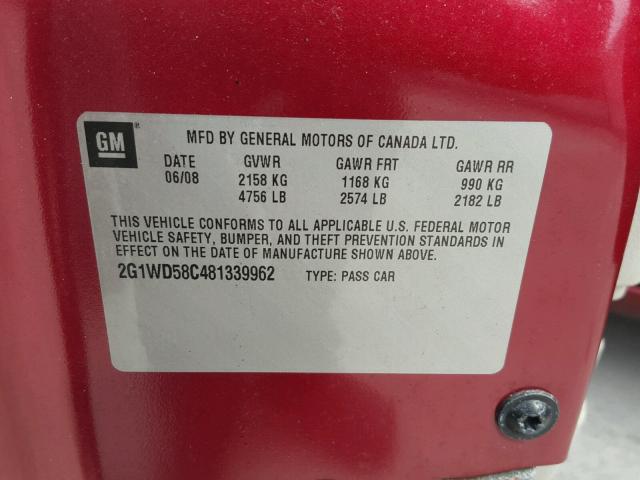 GM
®
MFD BY GENERAL MOTORS OF CANADA LTD.
DATE GVWR GAWR FRT GAWR RR
06/08 2158 KG 1168 KG 990 KG
4756 LB 2574 LB 2182 LB
THIS VEHICLE CONFORMS TO ALL APPLICABLE U.S. FEDERAL MOTOR
VEHICLE SAFETY, BUMPER, AND THEFT PREVENTION STANDARDS IN
EFFECT ON THE DATE OF MANUFACTURE SHOWN ABOVE.
2G1WD58C481339962 TYPE: PASS CAR